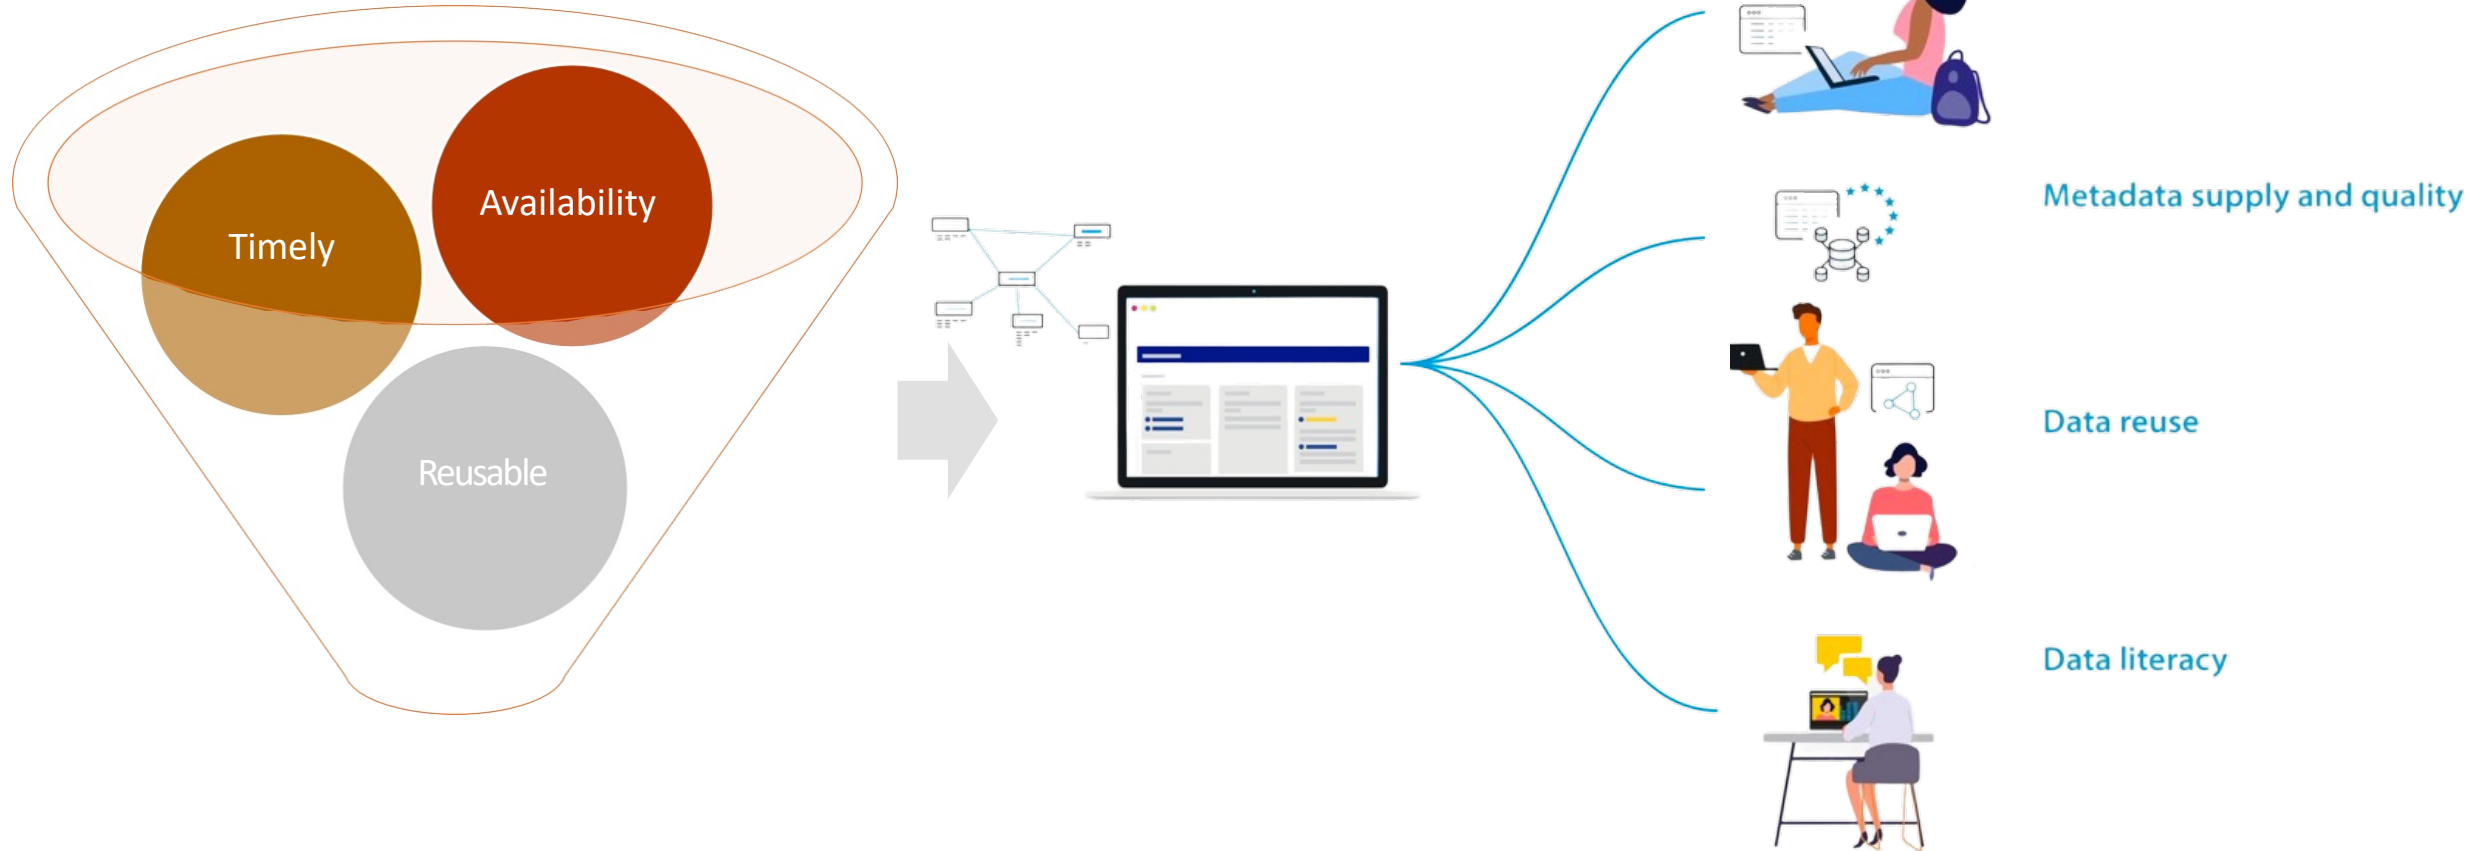 Availability
Timely
Reusable
Metadata supply and quality
Data reuse
Data literacy